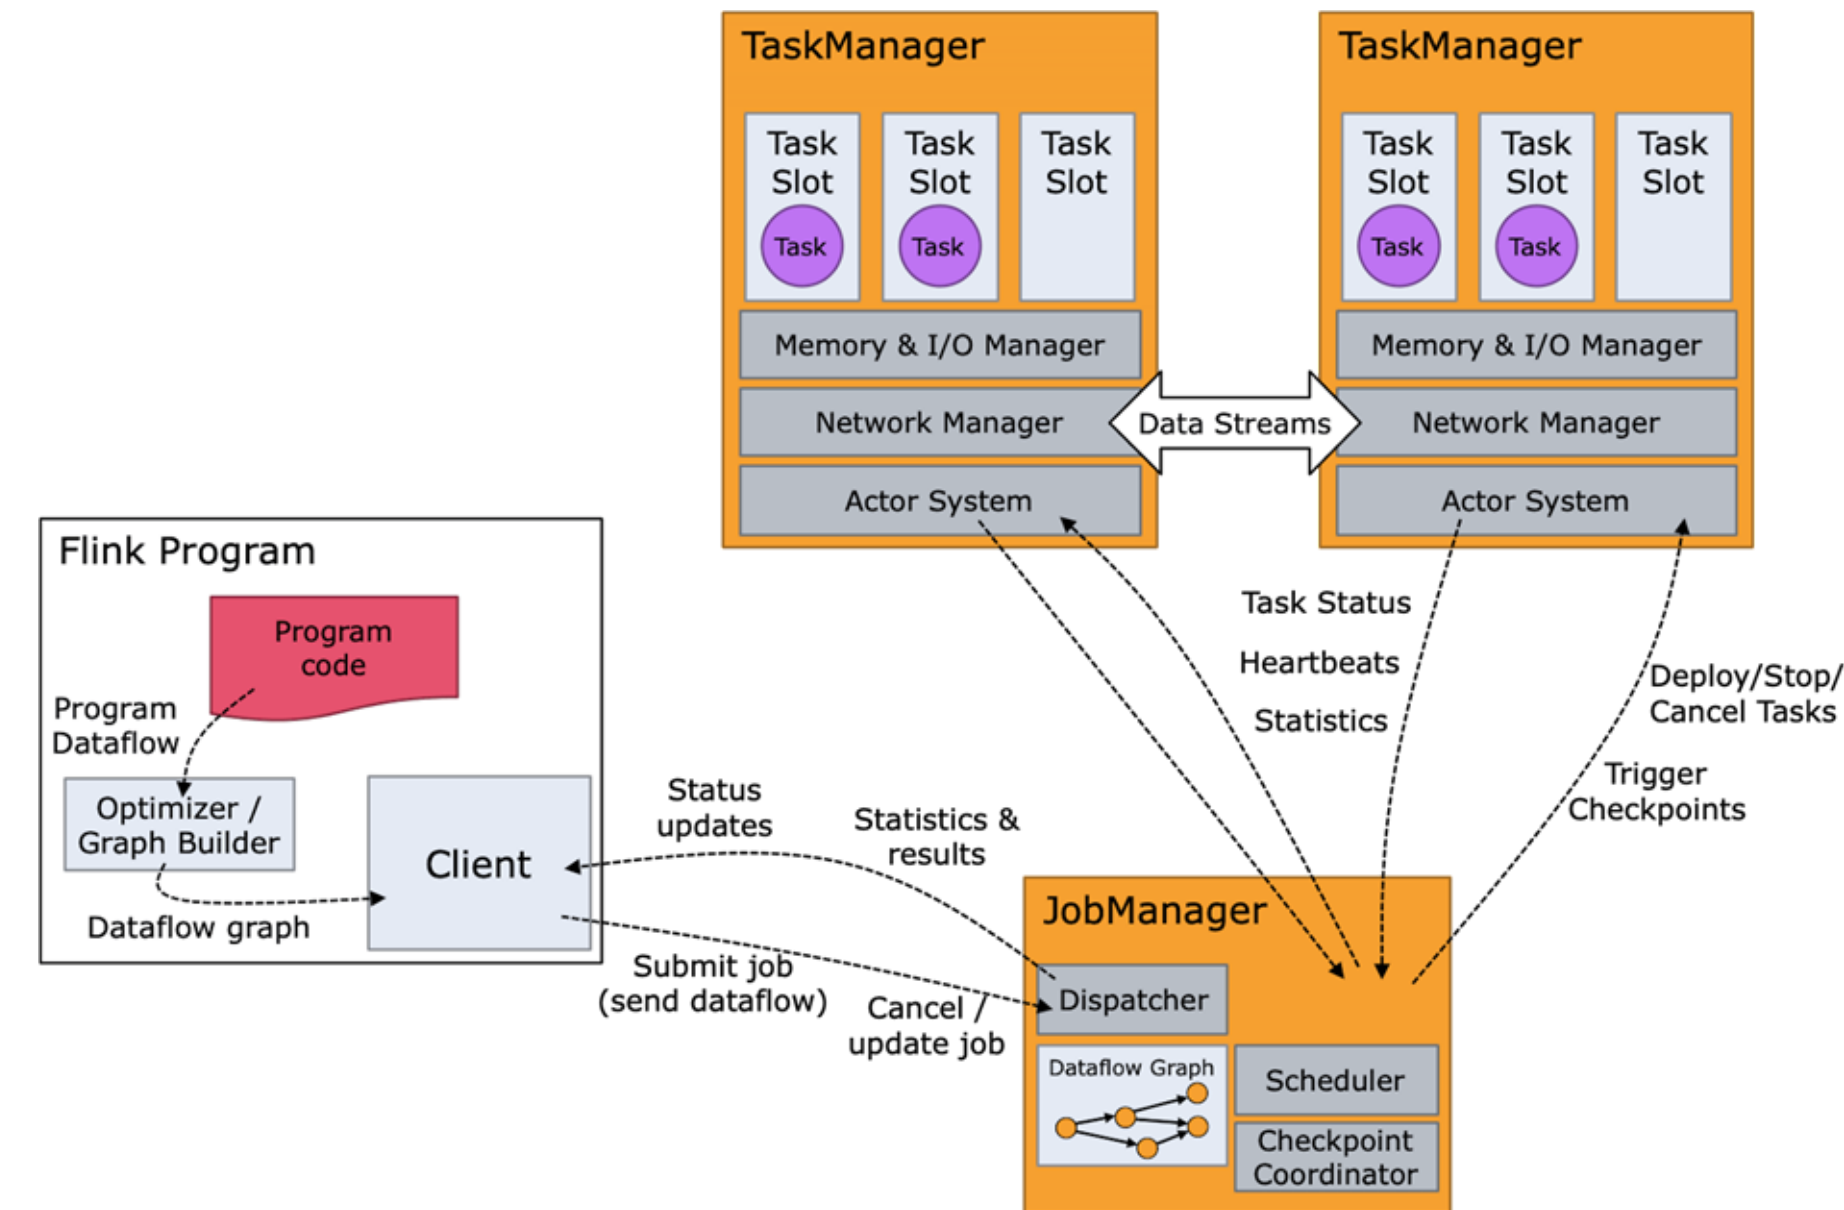 TaskManager
Task
Slot
Task
Task
Slot
Task
Task
Slot
Memory & I/O Manager
Network Manager
Actor System
Data Streams
TaskManager
Task
Slot
Task
Task
Slot
Task
Task
Slot
Memory & I/O Manager
Network Manager
Actor System
Flink Program
Program
code
Program
Dataflow
Optimizer /
Graph Builder
Dataflow graph
Client
Status
updates
Statistics &
results
Submit job
(send dataflow)
Cancel /
update job
Task Status
Heartbeats
Statistics
Deploy/Stop/
Cancel Tasks
Trigger
Checkpoints
JobManager
Dispatcher
Dataflow Graph
Scheduler
Checkpoint
Coordinator